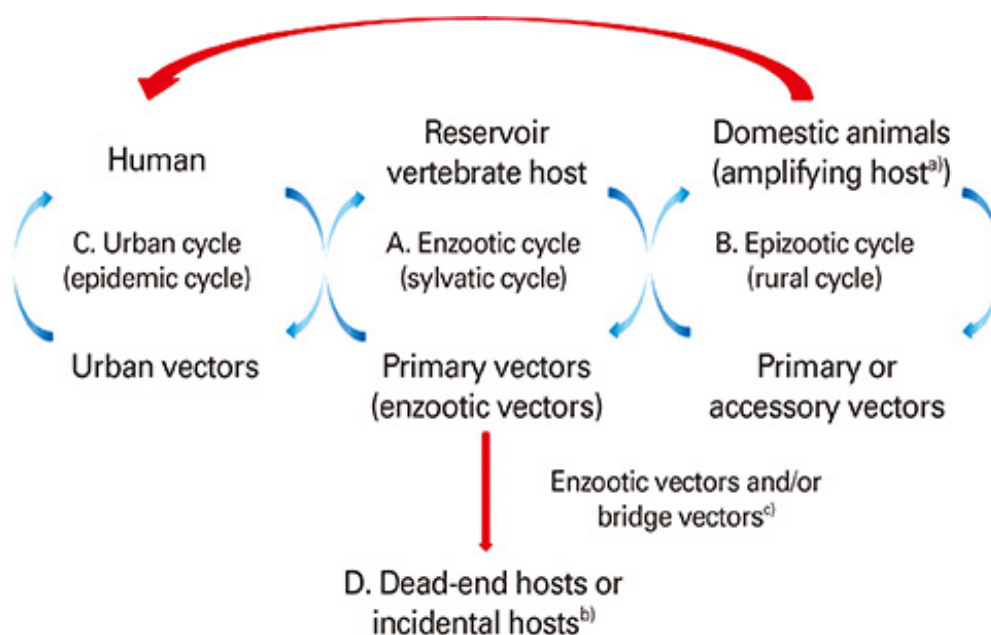 Human
Reservoir
vertebrate host
Domestic animals
(amplifying hostᵃ⁾)
C. Urban cycle
(epidemic cycle)
A. Enzootic cycle
(sylvatic cycle)
B. Epizootic cycle
(rural cycle)
Urban vectors
Primary vectors
(enzootic vectors)
Primary or
accessory vectors
Enzootic vectors and/or
bridge vectorsᶜ⁾
D. Dead-end hosts or
incidental hostsᵇ⁾